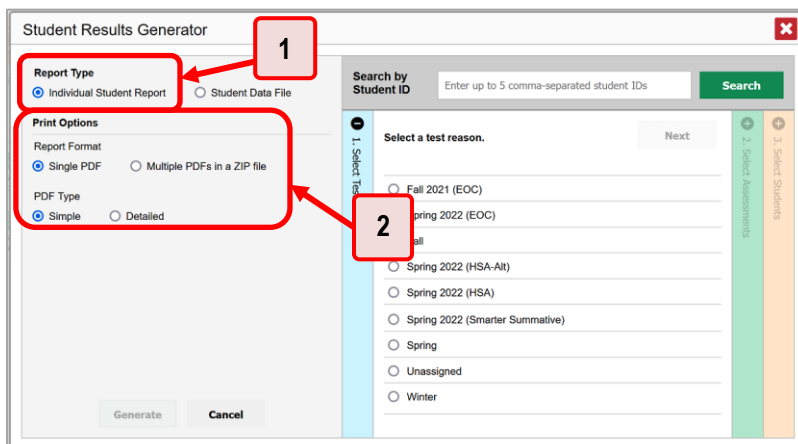 Student Results Generator
1
Report Type
Individual Student Report
Student Data File
Print Options
Report Format
Single PDF
Multiple PDFs in a ZIP file
PDF Type
Simple
Detailed
2
Generate
Cancel
Search by
Student ID
Enter up to 5 comma-separated student IDs
Search
1. Select Tes
Select a test reason.
Next
Fall 2021 (EOC)
pring 2022 (EOC)
all
Spring 2022 (HSA-Alt)
Spring 2022 (HSA)
Spring 2022 (Smarter Summative)
Spring
Unassigned
Winter
2. Select Assessments
3. Select Students